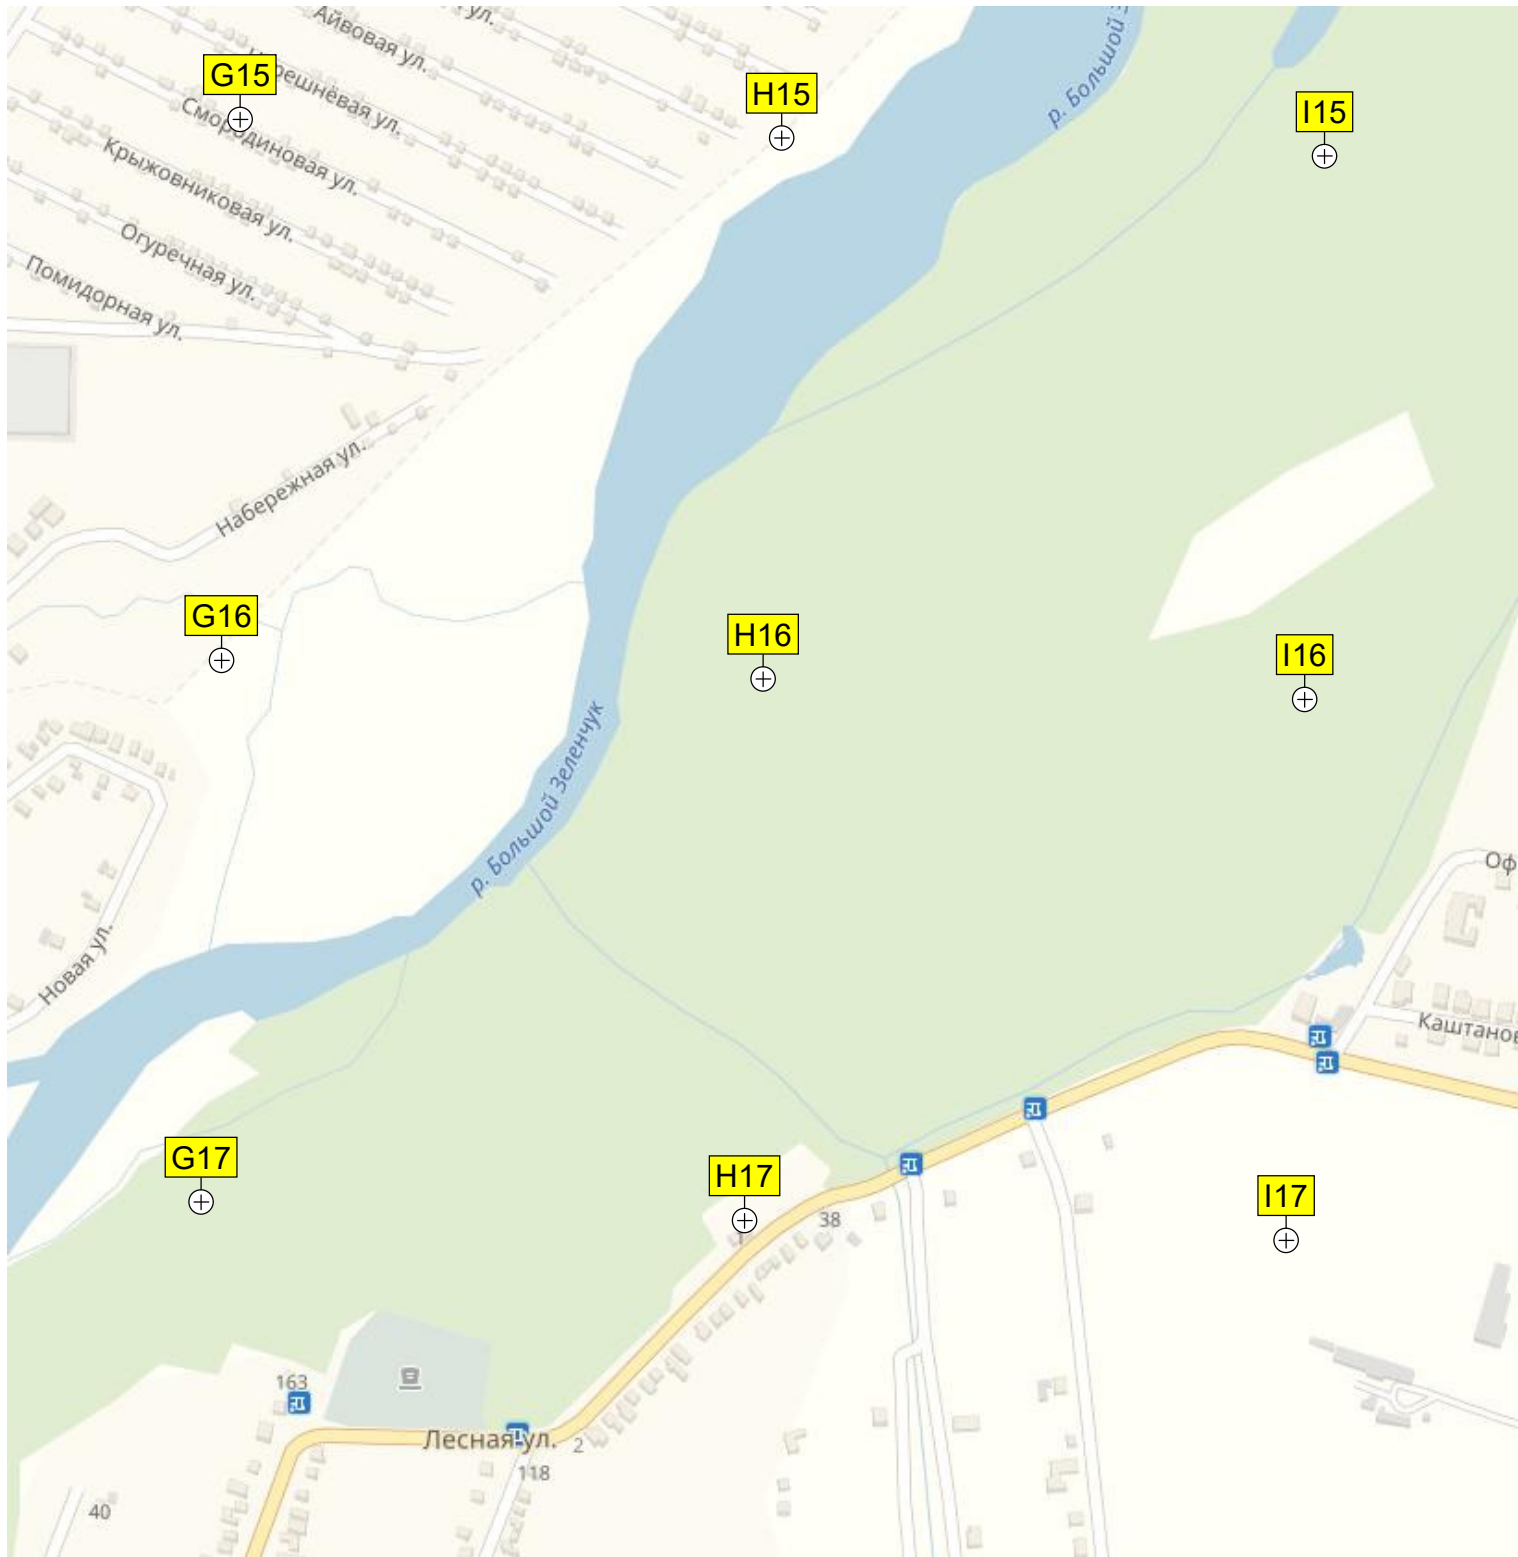 Айвовая ул.
ул.
р. Большой З
G15
H15
I15
Черешнёвая ул.
Смородиновая ул.
Крыжовниковая ул.
Огуречная ул.
Помидорная ул.
Набережная ул.
G16
H16
I16
р. Большой Зеленчук
Оф
Новая ул.
Каштанов
G17
H17
I17
38
163
Лесная ул.
2
118
40